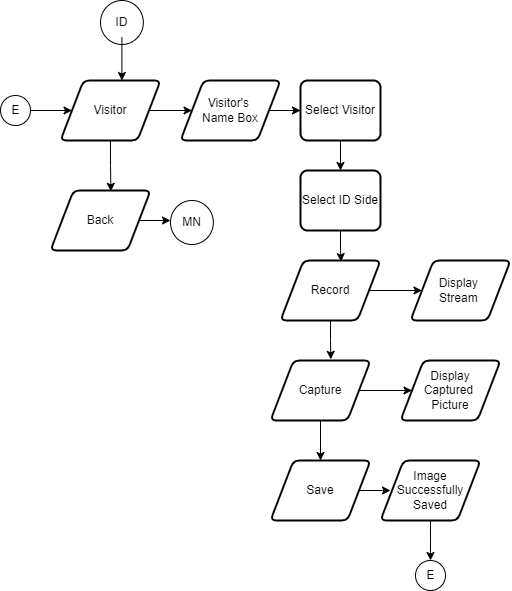 ID
E
Visitor
Visitor's
Name Box
Select Visitor
Back
MN
Select ID Side
Record
Display
Stream
Capture
Display
Captured
Picture
Save
Image
Successfully
Saved
E